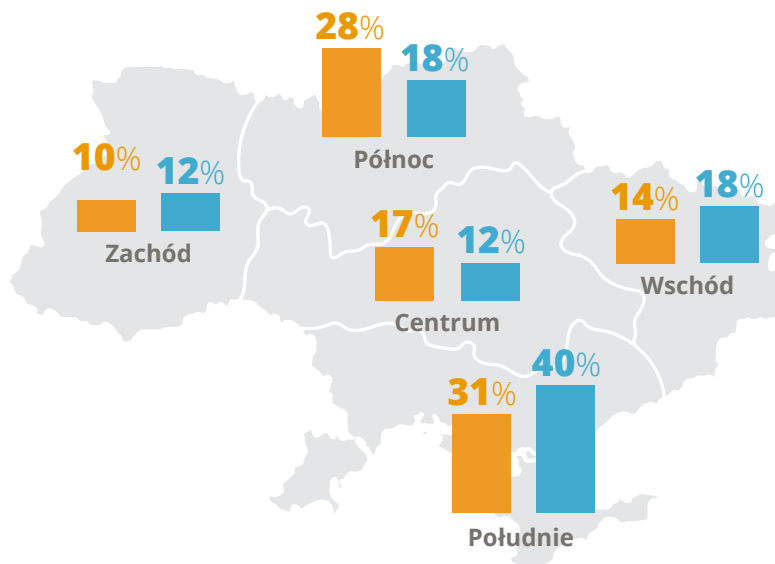 28% 18%
Północ
10% 12%
Zachód
14% 18%
Wschód
17% 12%
Centrum
31% 40%
Południe